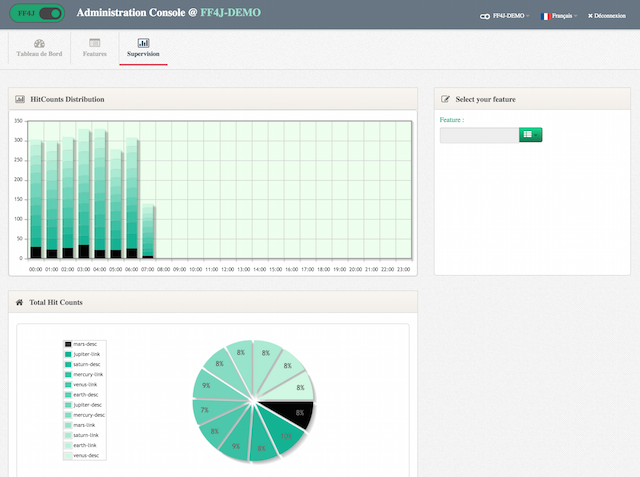 FF4J
Administration Console @ FF4J-DEMO
FF4J-DEMO
Français
Déconnexion
Tableau de Bord
Features
Supervision
HitCounts Distribution
350
300
250
200
150
100
50
0
00:00 01:00 02:00 03:00 04:00 05:00 06:00 07:00 08:00 09:00 10:00 11:00 12:00 13:00 14:00 15:00 16:00 17:00 18:00 19:00 20:00 21:00 22:00 23:00
Select your feature
Feature :
Total Hit Counts
mars-desc
jupiter-link
saturn-desc
mercury-link
venus-link
earth-desc
jupiter-desc
mercury-desc
mars-link
saturn-link
earth-link
venus-desc
8%
8%
8%
8%
8%
9%
7%
8%
9%
8%
8%